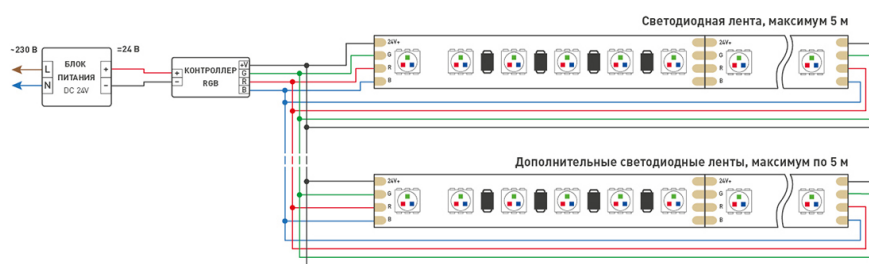 Светодиодная лента, максимум 5 м
~230 В
=24 В
L
N
БЛОК
ПИТАНИЯ
DC 24V
+
−
+
−
КОНТРОЛЛЕР
RGB
+V
G
R
B
24V+
G
R
B
24V+
G
R
B
Дополнительные светодиодные ленты, максимум по 5 м
24V+
G
R
B
24V+
G
R
B